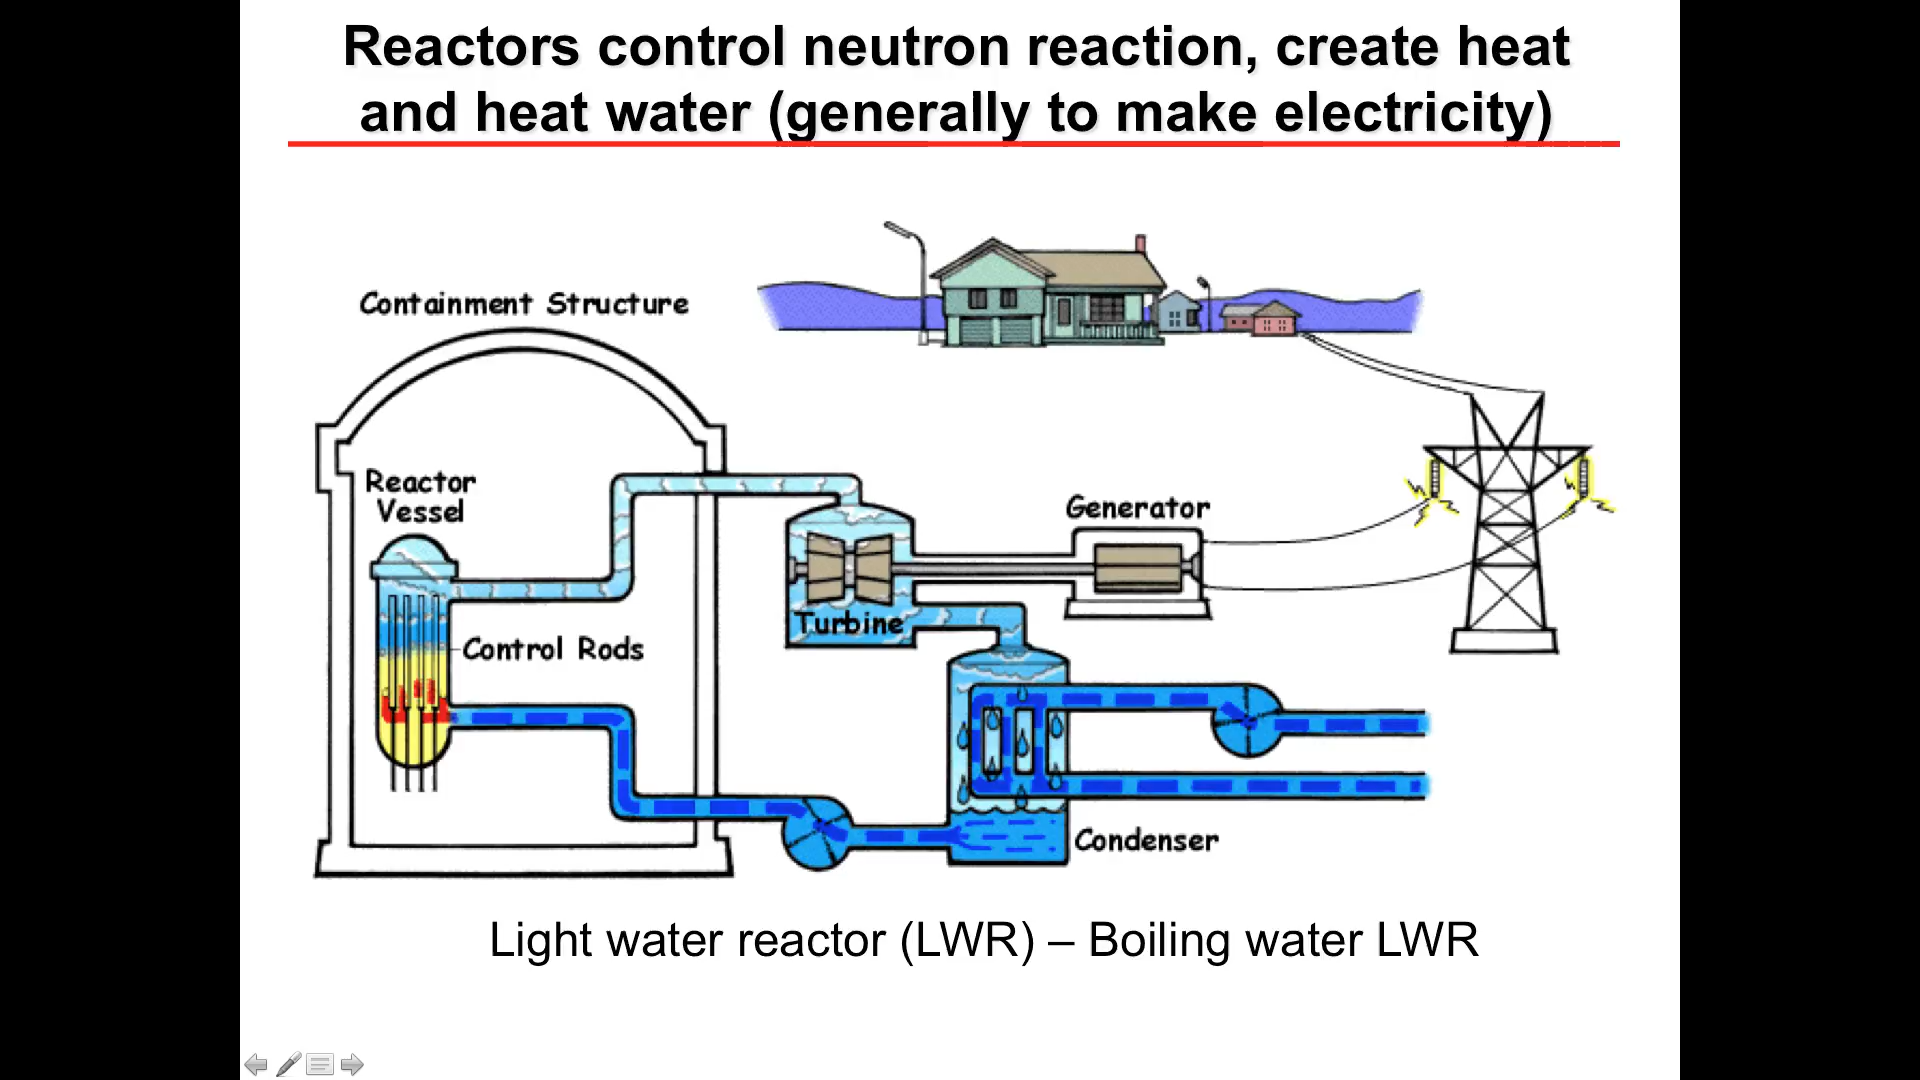 Reactors control neutron reaction, create heat
and heat water (generally to make electricity)
Containment Structure
Reactor
Vessel
Generator
Turbine
Control Rods
Condenser
Light water reactor (LWR) – Boiling water LWR